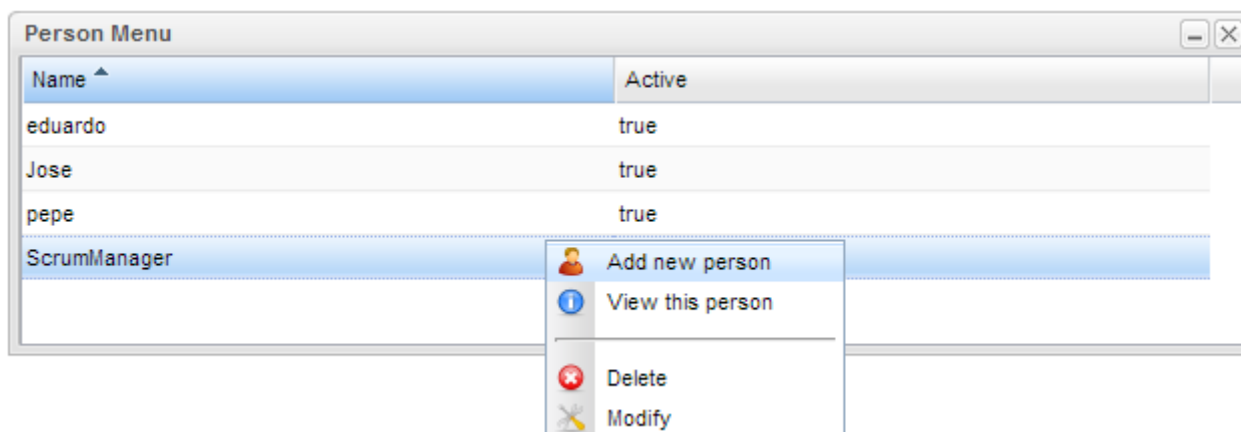 Person Menu
Name Active
eduardo true
Jose true
pepe true
ScrumManager
Add new person
View this person
Delete
Modify